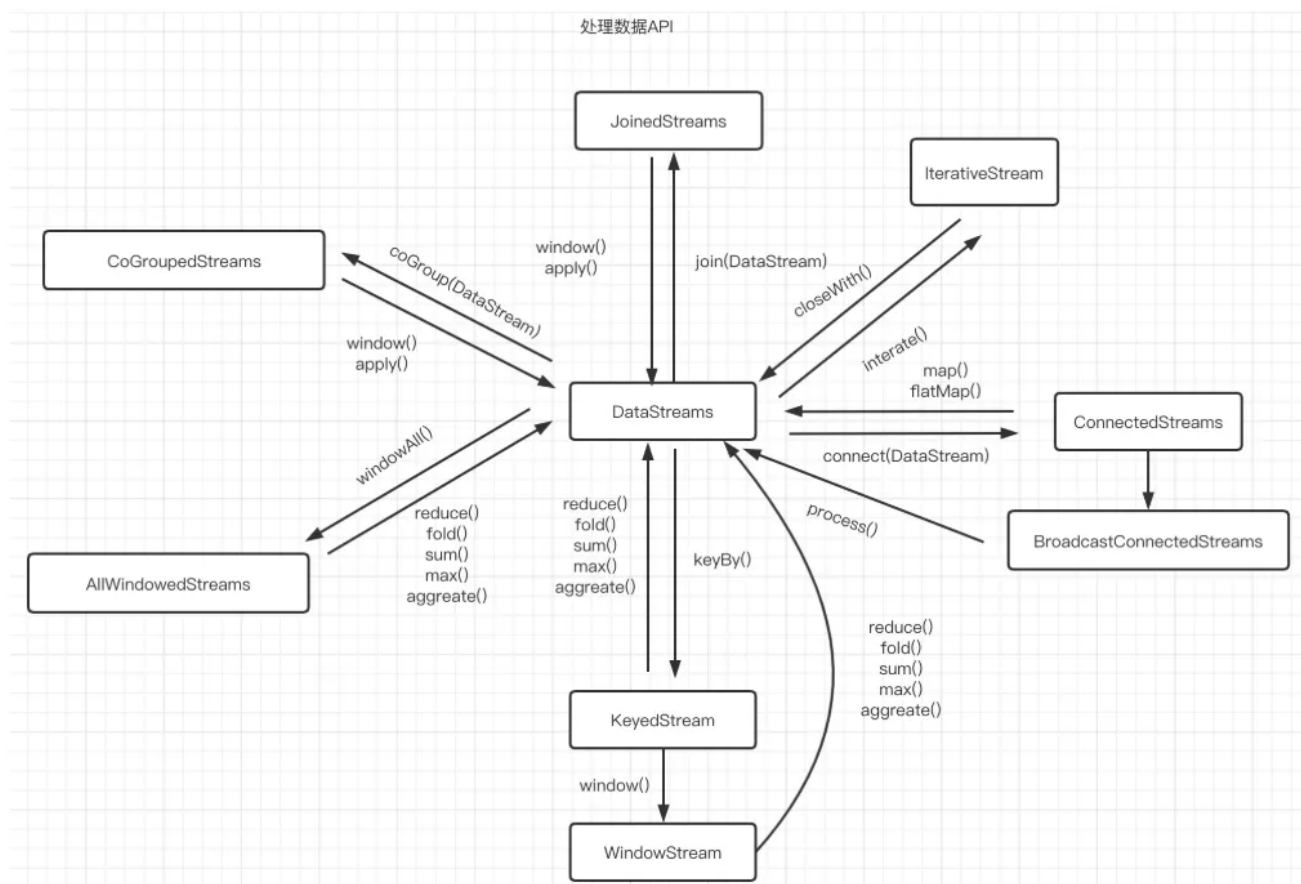 处理数据API
JoinedStreams
IterativeStream
CoGroupedStreams
coGroup(DataStream)
window()
apply()
join(DataStream)
closeWith()
interate()
window()
apply()
map()
flatMap()
DataStreams
ConnectedStreams
connect(DataStream)
windowAll()
reduce()
fold()
sum()
max()
aggreate()
reduce()
fold()
sum()
max()
aggreate()
keyBy()
process()
BroadcastConnectedStreams
AllWindowedStreams
reduce()
fold()
sum()
max()
aggreate()
KeyedStream
window()
WindowStream